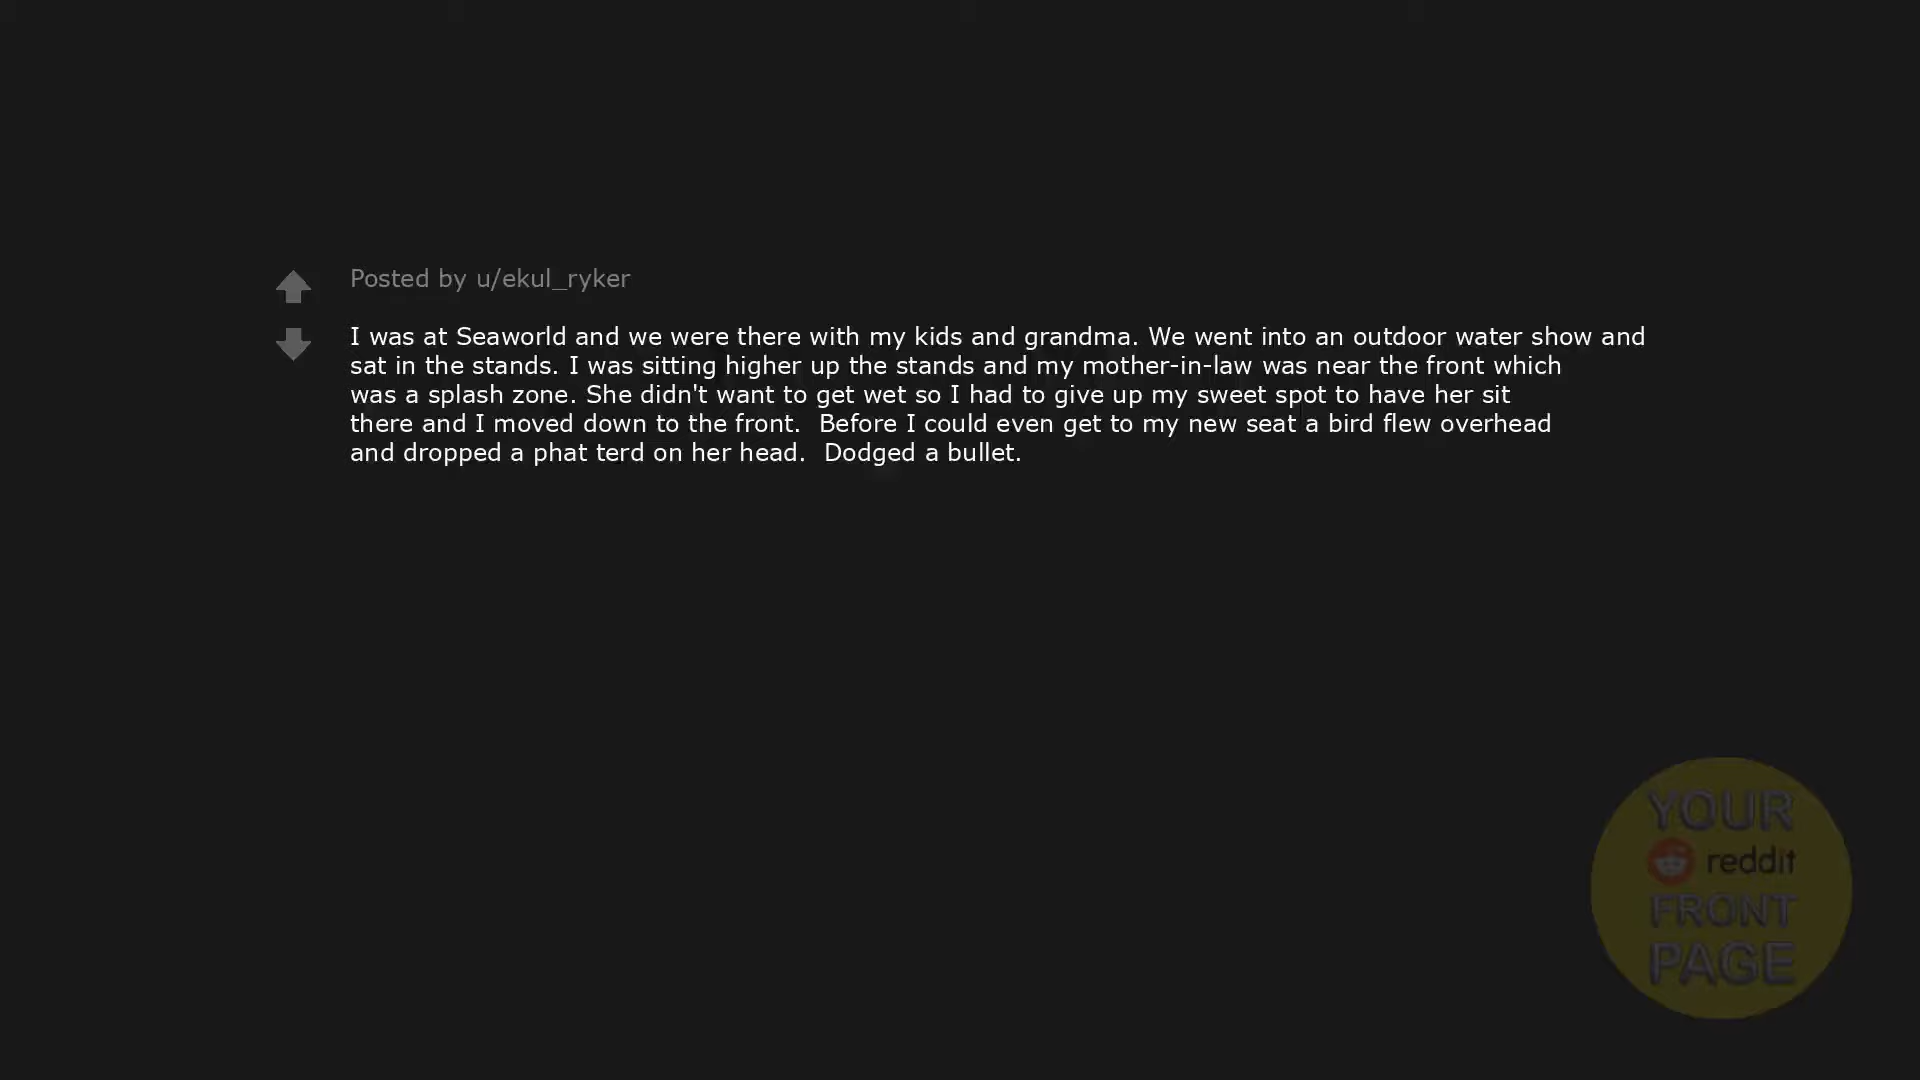 Posted by u/ekul_ryker
I was at Seaworld and we were there with my kids and grandma. We went into an outdoor water show and
sat in the stands. I was sitting higher up the stands and my mother-in-law was near the front which
was a splash zone. She didn't want to get wet so I had to give up my sweet spot to have her sit
there and I moved down to the front.  Before I could even get to my new seat a bird flew overhead
and dropped a phat terd on her head.  Dodged a bullet.
YOUR
reddit
FRONT
PAGE